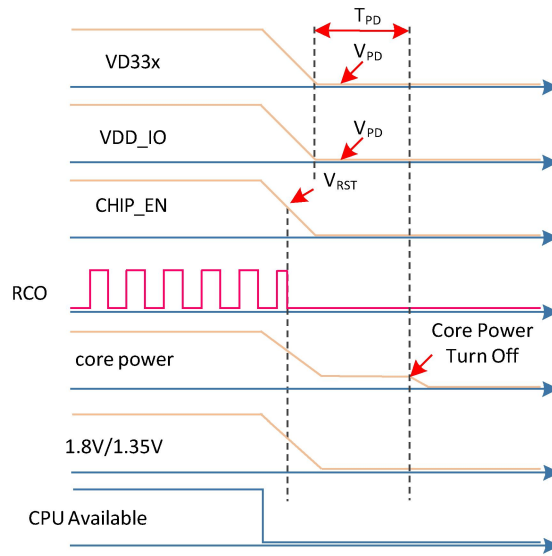 TPD
VD33x
VPD
VDD_IO
VPD
CHIP_EN
VRST
RCO
core power
Core Power
Turn Off
1.8V/1.35V
CPU Available